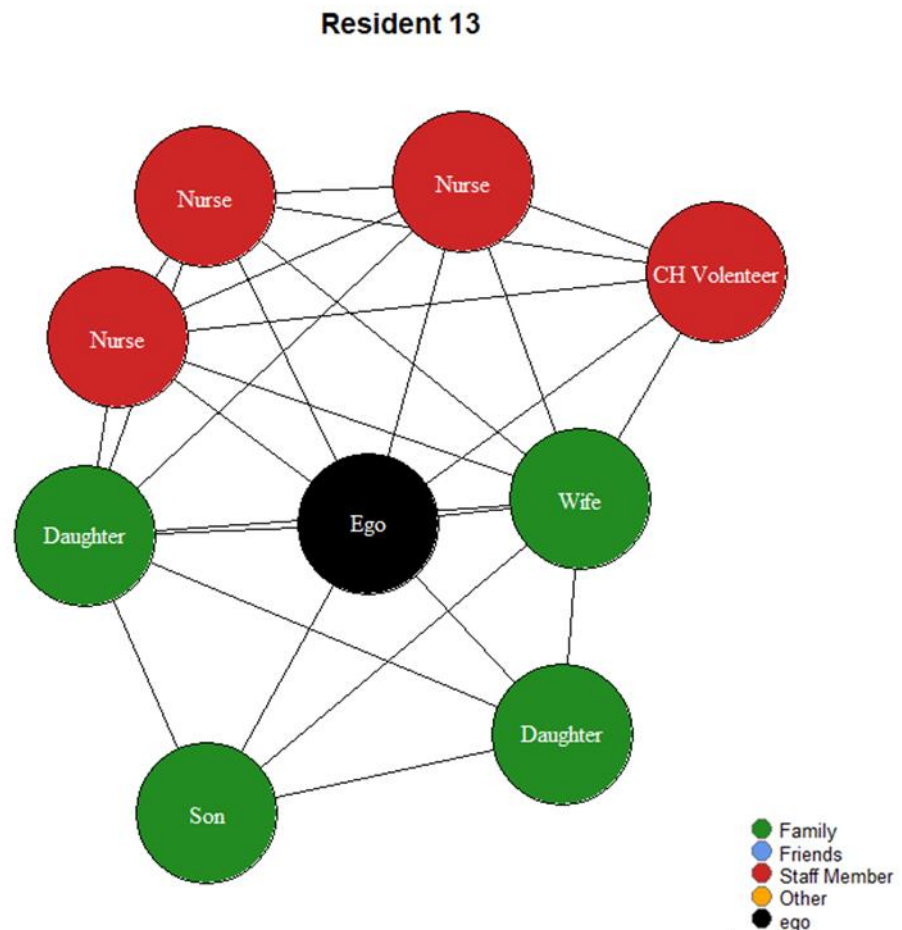 Resident 13
Nurse
Nurse
CH Volenteer
Nurse
Wife
Ego
Daughter
Daughter
Son
Family
Friends
Staff Member
Other
ego